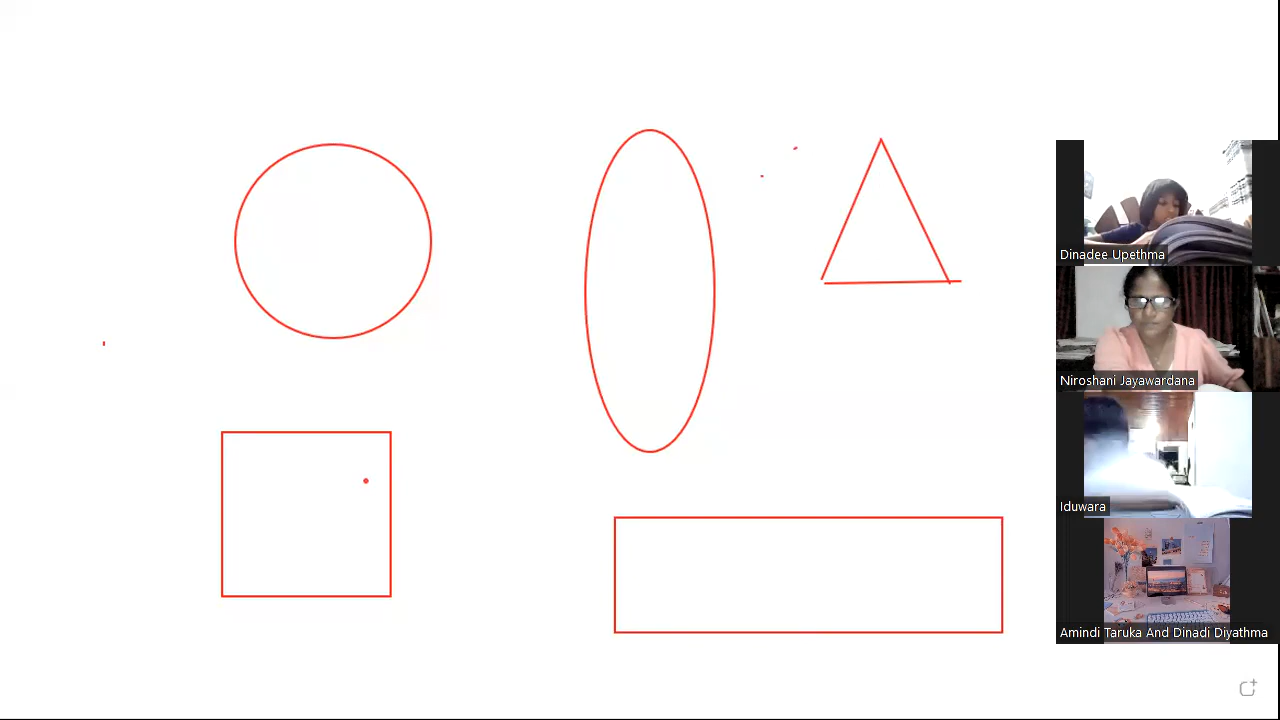 Dinadee Upethma
Niroshani Jayawardana
Iduwara
Amindi Taruka And Dinadi Diyathma